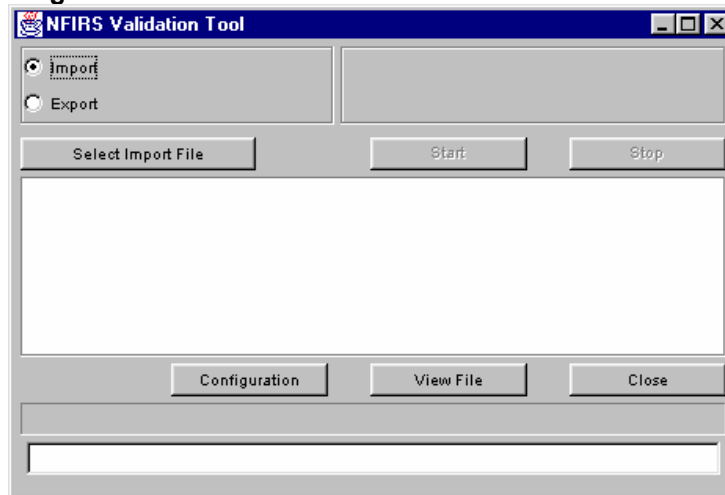 NFIRS Validation Tool
Import
Export
Select Import File Start Stop
Configuration View File Close